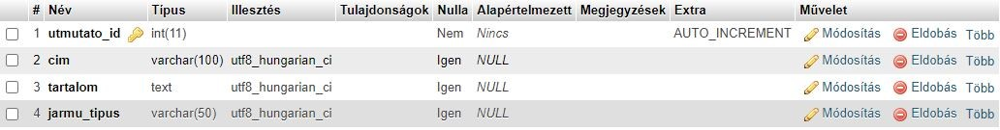 # Név Típus Illesztés Tulajdonságok Nulla Alapértelmezett Megjegyzések Extra Művelet
1 utmutato_id int(11) Nem Nincs AUTO_INCREMENT Módosítás Eldobás Több
2 cim varchar(100) utf8_hungarian_ci Igen NULL Módosítás Eldobás Több
3 tartalom text utf8_hungarian_ci Igen NULL Módosítás Eldobás Több
4 jarmu_tipus varchar(50) utf8_hungarian_ci Igen NULL Módosítás Eldobás Több